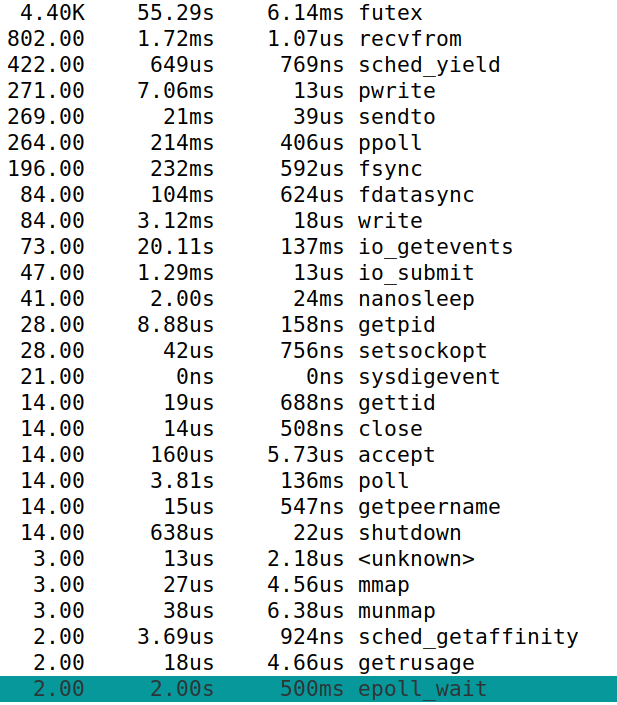 4.40K 55.29s 6.14ms futex
802.00 1.72ms 1.07us recvfrom
422.00 649us 769ns sched_yield
271.00 7.06ms 13us pwrite
269.00 21ms 39us sendto
264.00 214ms 406us ppoll
196.00 232ms 592us fsync
84.00 104ms 624us fdatasync
84.00 3.12ms 18us write
73.00 20.11s 137ms io_getevents
47.00 1.29ms 13us io_submit
41.00 2.00s 24ms nanosleep
28.00 8.88us 158ns getpid
28.00 42us 756ns setsockopt
21.00 0ns 0ns sysdigevent
14.00 19us 688ns gettid
14.00 14us 508ns close
14.00 160us 5.73us accept
14.00 3.81s 136ms poll
14.00 15us 547ns getpeername
14.00 638us 22us shutdown
3.00 13us 2.18us <unknown>
3.00 27us 4.56us mmap
3.00 38us 6.38us munmap
2.00 3.69us 924ns sched_getaffinity
2.00 18us 4.66us getrusage
2.00 2.00s 500ms epoll_wait